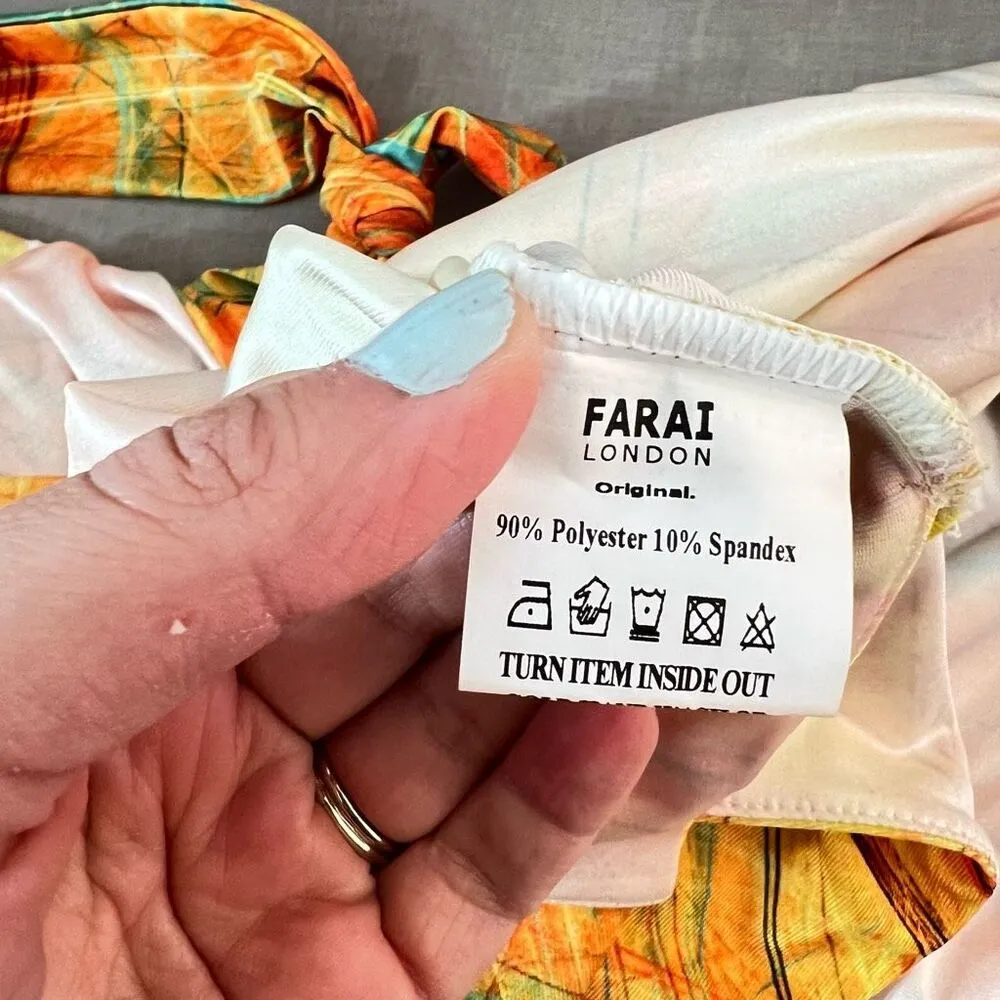 FARAI
LONDON
Original.
90% Polyester 10% Spandex
TURN ITEM INSIDE OUT